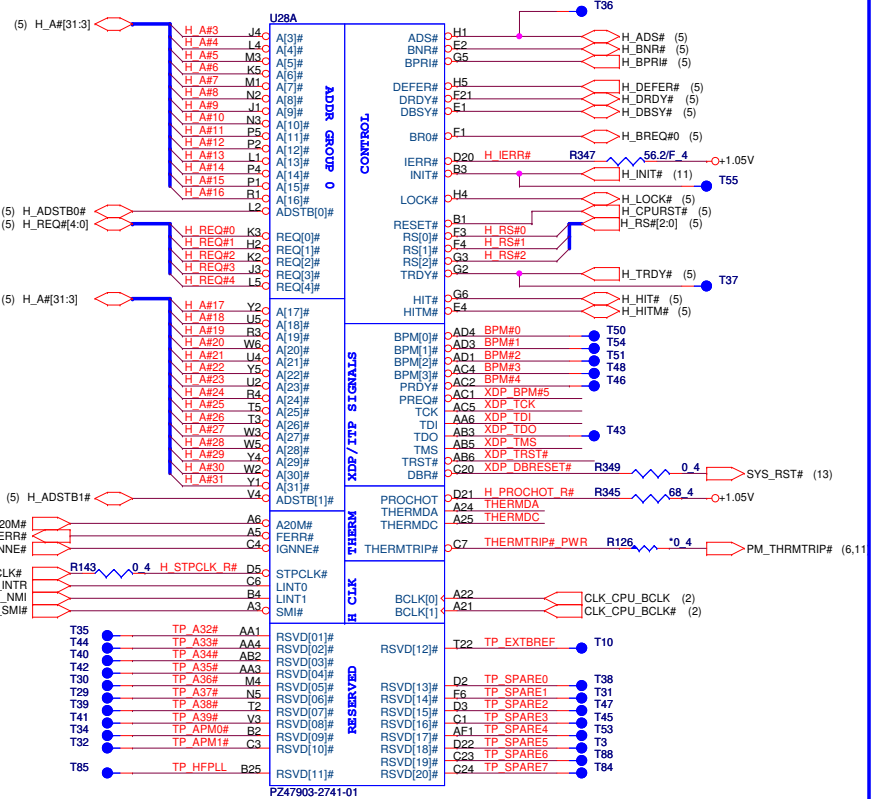 T36
U28A
(5) H_A#[31:3]
H_A#3 J4 A[3]# ADS# H1 H_ADS# (5)
H_A#4 L4 A[4]# BNR# E2 H_BNR# (5)
H_A#5 M3 A[5]# BPRI# G5 H_BPRI# (5)
H_A#6 K5 A[6]#
H_A#7 M1 A[7]# DEFER# H5 H_DEFER# (5)
H_A#8 N2 A[8]# DRDY# F21 H_DRDY# (5)
H_A#9 J1 A[9]# DBSY# E1 H_DBSY# (5)
H_A#10 N3 A[10]#
H_A#11 P5 A[11]# BR0# F1 H_BREQ#0 (5)
H_A#12 P2 A[12]#
H_A#13 L1 A[13]# IERR# D20 H_IERR# R347 56.2/F_4 +1.05V
H_A#14 P4 A[14]# INIT# B3 H_INIT# (11)
H_A#15 P1 A[15]# T55
H_A#16 R1 A[16]# LOCK# H4 H_LOCK# (5)
(5) H_ADSTB0# L2 ADSTB[0]# H_CPURST# (5)
(5) H_REQ#[4:0] RESET# B1 H_RS#[2:0] (5)
H_REQ#0 K3 REQ[0]# RS[0]# F3 H_RS#0
H_REQ#1 H2 REQ[1]# RS[1]# F4 H_RS#1
H_REQ#2 K2 REQ[2]# RS[2]# G3 H_RS#2
H_REQ#3 J3 REQ[3]# TRDY# G2 H_TRDY# (5)
H_REQ#4 L5 REQ[4]# T37
ADDR GROUP 0
CONTROL
(5) H_A#[31:3] HIT# G6 H_HIT# (5)
H_A#17 Y2 A[17]# HITM# E4 H_HITM# (5)
H_A#18 U5 A[18]#
H_A#19 R3 A[19]# BPM[0]# AD4 BPM#0 T50
H_A#20 W6 A[20]# BPM[1]# AD3 BPM#1 T54
H_A#21 U4 A[21]# BPM[2]# AD1 BPM#2 T51
H_A#22 Y5 A[22]# BPM[3]# AC4 BPM#3 T48
H_A#23 U2 A[23]# PRDY# AC2 BPM#4 T46
H_A#24 R4 A[24]# PREQ# AC1 XDP_BPM#5
H_A#25 T5 A[25]# TCK AC5 XDP_TCK
H_A#26 T3 A[26]# TDI AA6 XDP_TDI
H_A#27 W3 A[27]# TDO AB3 XDP_TDO T43
H_A#28 W5 A[28]# TMS AB5 XDP_TMS
H_A#29 Y4 A[29]# TRST# AB6 XDP_TRST#
H_A#30 W2 A[30]# DBR# C20 XDP_DBRESET# R349 0_4 SYS_RST# (13)
H_A#31 Y1 A[31]#
XDP/ITP SIGNALS
(5) H_ADSTB1# V4 ADSTB[1]# PROCHOT D21 H_PROCHOT_R# R345 68_4 +1.05V
THERMDA A24 THERMDA
20M# A6 A20M# THERMDC A25 THERMDC
ERR# A5 FERR#
GNNE# C4 IGNNE# THERMTRIP# C7 THERMTRIP#_PWR R126 *0_4 PM_THRMTRIP# (6,11
THERM
CLK# R143 0_4 H_STPCLK_R# D5 STPCLK#
INTR C6 LINT0
NMI B4 LINT1 BCLK[0] A22 CLK_CPU_BCLK (2)
SMI# A3 SMI# BCLK[1] A21 CLK_CPU_BCLK# (2)
H CLK
T35 TP_A32# AA1 RSVD[01]#
T44 TP_A33# AA4 RSVD[02]# RSVD[12]# T22 TP_EXTBREF T10
T40 TP_A34# AB2 RSVD[03]#
T42 TP_A35# AA3 RSVD[04]#
T30 TP_A36# M4 RSVD[05]# RSVD[13]# D2 TP_SPARE0 T38
T29 TP_A37# N5 RSVD[06]# RSVD[14]# F6 TP_SPARE1 T31
T39 TP_A38# T2 RSVD[07]# RSVD[15]# D3 TP_SPARE2 T47
T41 TP_A39# V3 RSVD[08]# RSVD[16]# C1 TP_SPARE3 T45
T34 TP_APM0# B2 RSVD[09]# RSVD[17]# AF1 TP_SPARE4 T53
T32 TP_APM1# C3 RSVD[10]# RSVD[18]# D22 TP_SPARE5 T3
RSVD[19]# C23 TP_SPARE6 T88
T85 TP_HFPLL B25 RSVD[11]# RSVD[20]# C24 TP_SPARE7 T84
RESERVED
PZ47903-2741-01